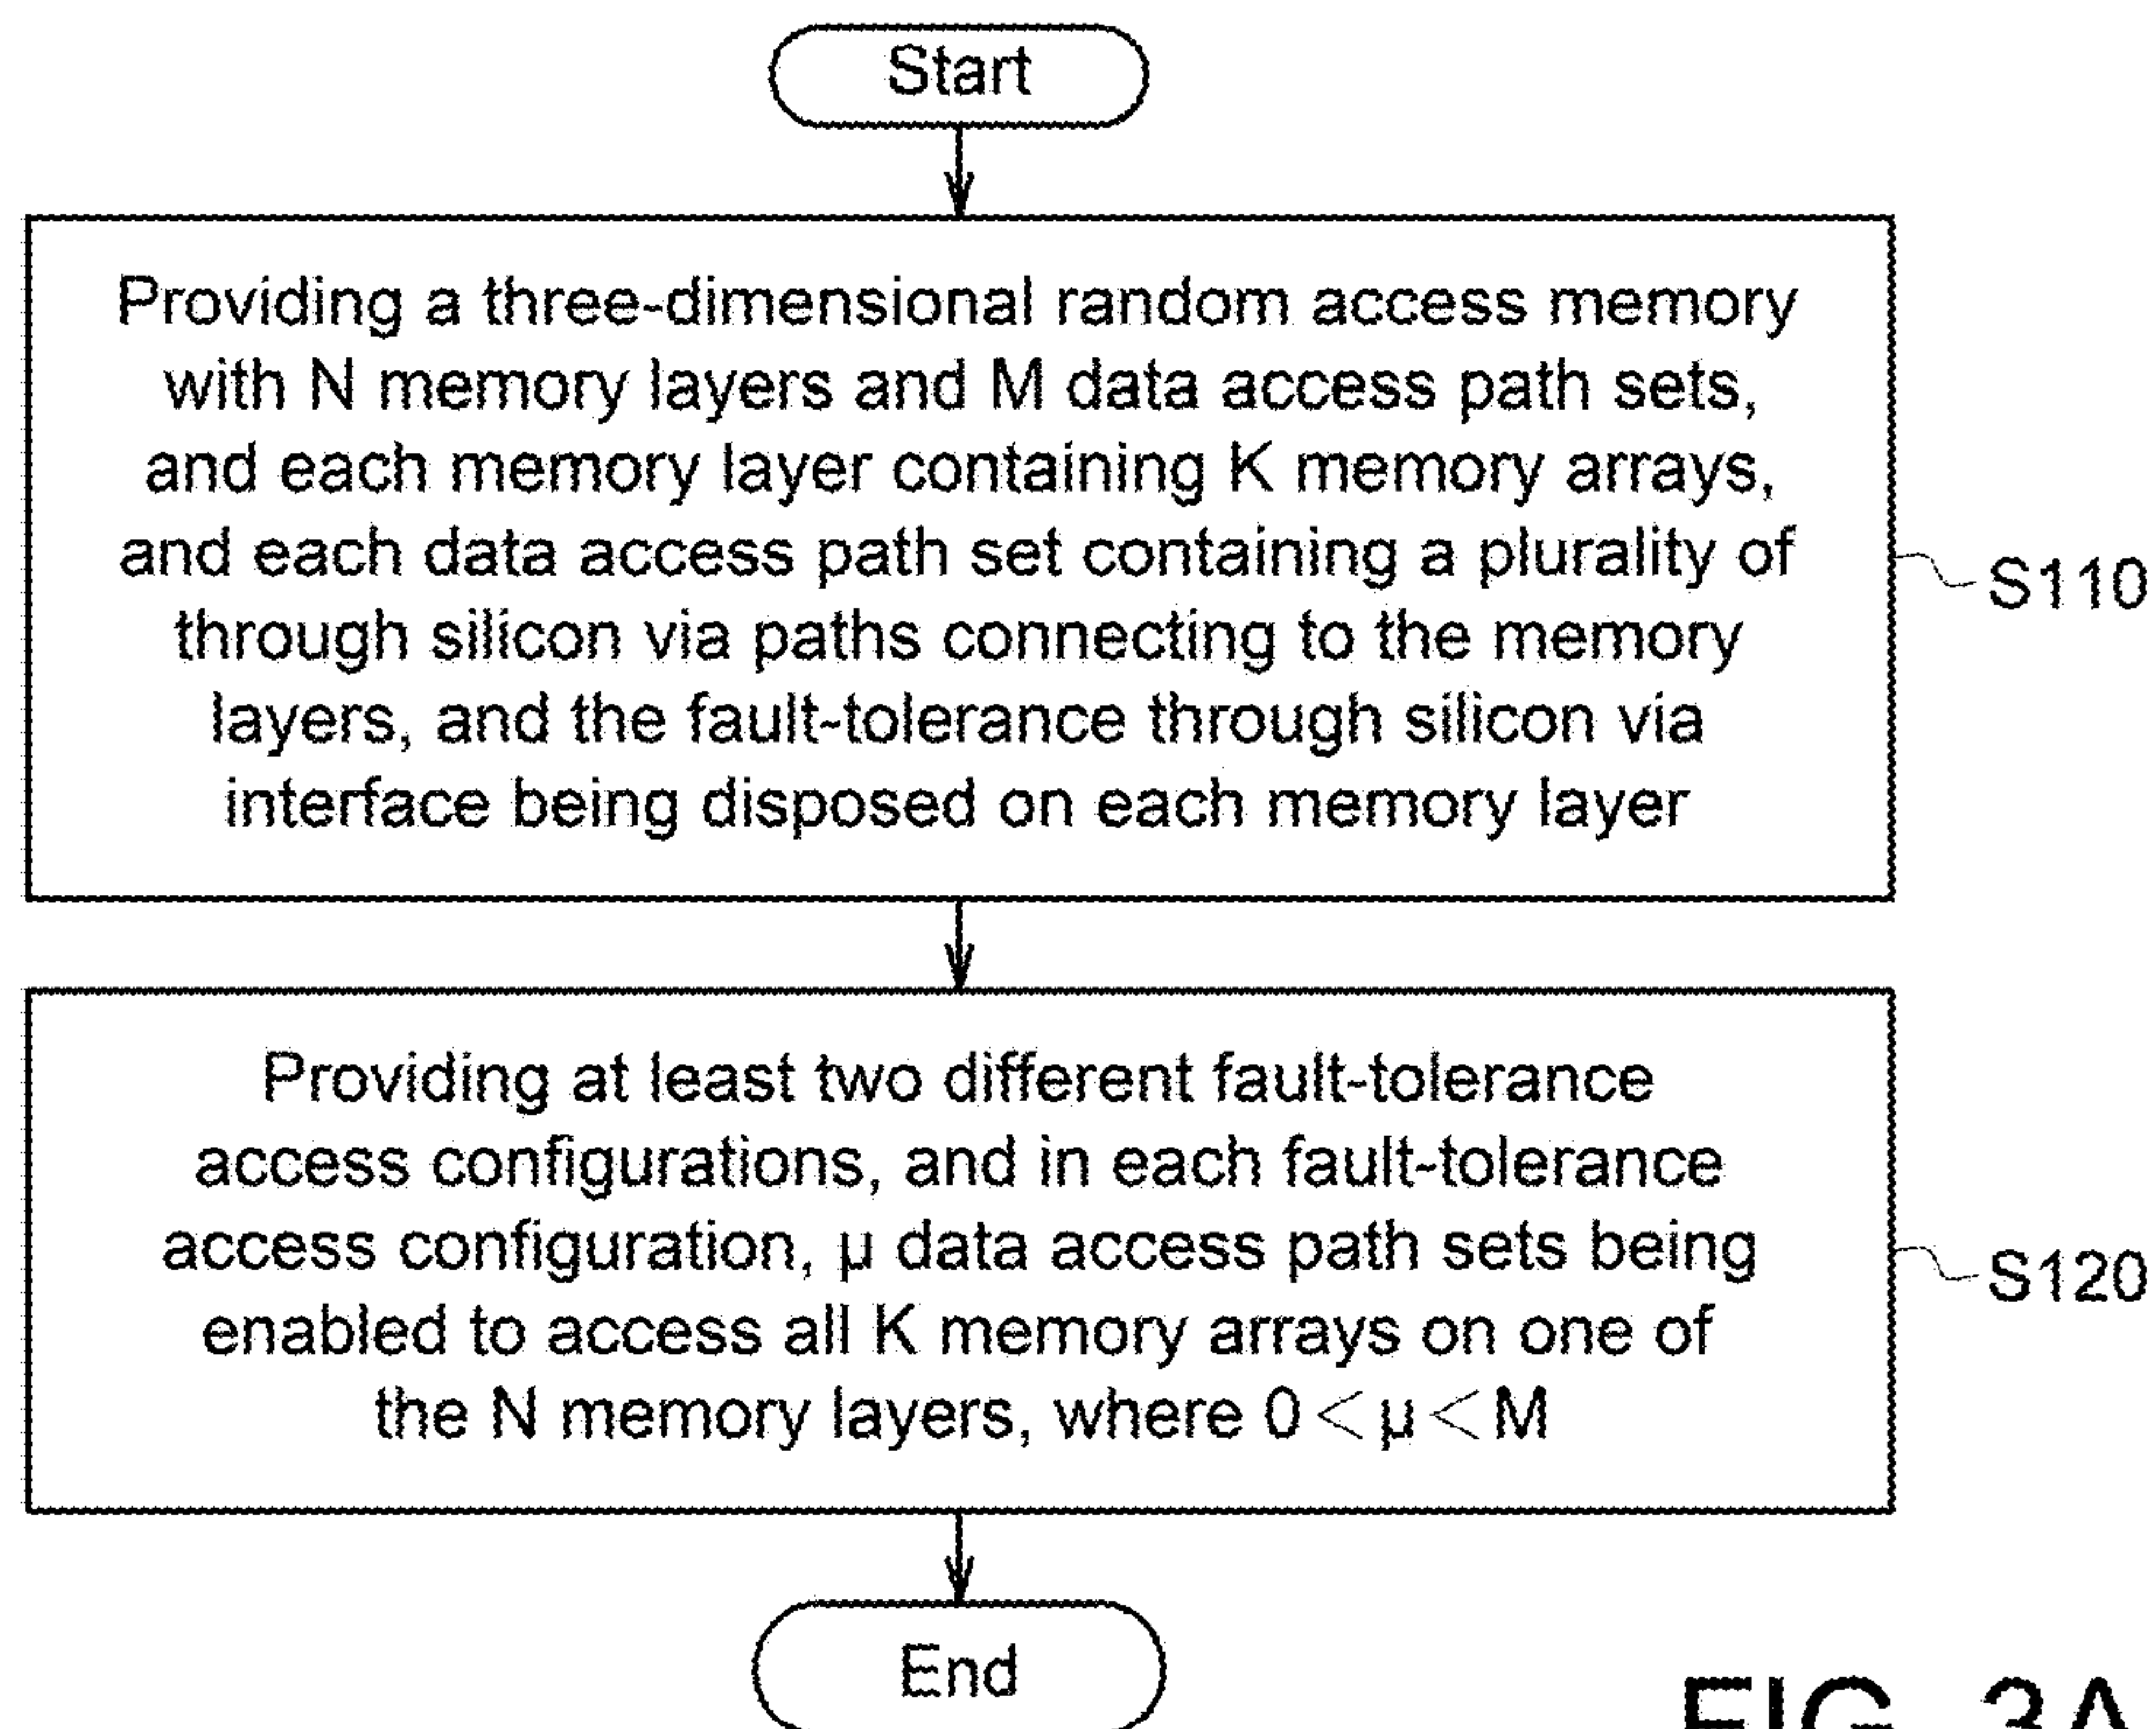 Start
Providing a three-dimensional random access memory
with N memory layers and M data access path sets,
and each memory layer containing K memory arrays,
and each data access path set containing a plurality of
through silicon via paths connecting to the memory
layers, and the fault-tolerance through silicon via
interface being disposed on each memory layer
S110
Providing at least two different fault-tolerance
access configurations, and in each fault-tolerance
access configuration, μ data access path sets being
enabled to access all K memory arrays on one of
the N memory layers, where 0<μ<M
S120
End
FIG. 3A